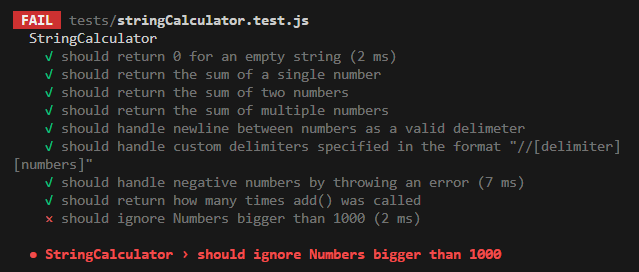 FAIL tests/stringCalculator.test.js
StringCalculator
√ should return 0 for an empty string (2 ms)
√ should return the sum of a single number
√ should return the sum of two numbers
√ should return the sum of multiple numbers
√ should handle newline between numbers as a valid delimeter
√ should handle custom delimiters specified in the format "//[delimiter]
[numbers]"
√ should handle negative numbers by throwing an error (7 ms)
√ should return how many times add() was called
× should ignore Numbers bigger than 1000 (2 ms)
● StringCalculator › should ignore Numbers bigger than 1000